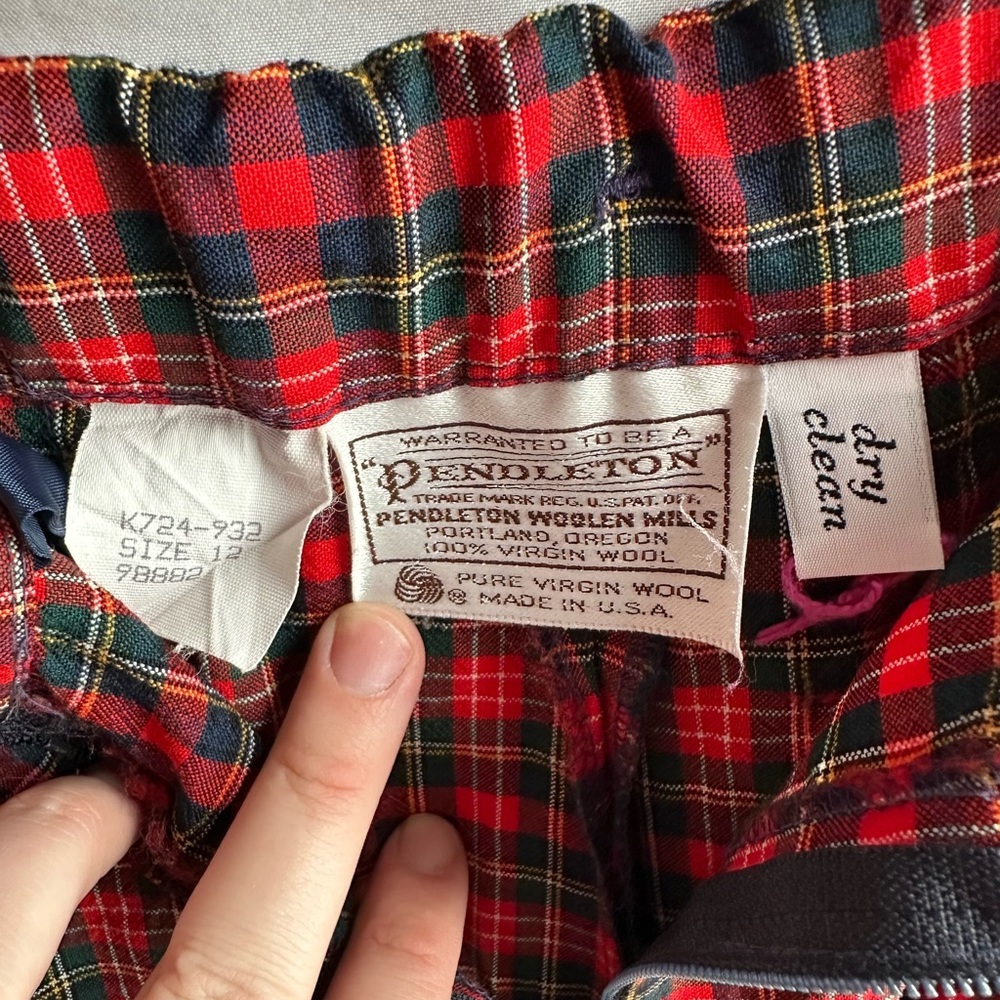 K724-932
SIZE 12
98882
WARRANTED TO BE A
"PENDLETON"
TRADE MARK REG. U.S. PAT. OFF.
PENDLETON WOOLEN MILLS
PORTLAND, OREGON
100% VIRGIN WOOL
PURE VIRGIN WOOL
® MADE IN U.S.A.
dry
clean